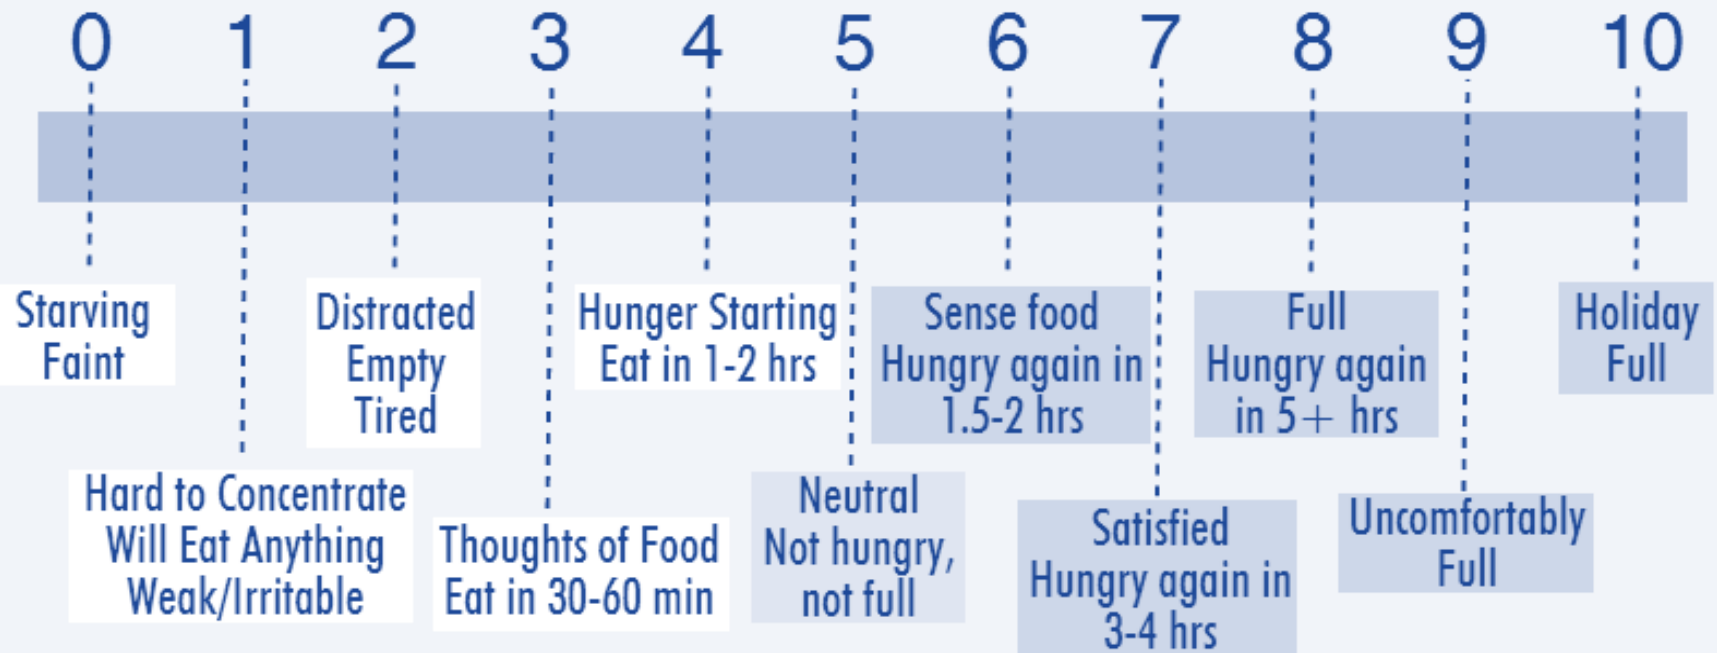 0 1 2 3 4 5 6 7 8 9 10
Starving
Faint
Hard to Concentrate
Will Eat Anything
Weak/Irritable
Distracted
Empty
Tired
Thoughts of Food
Eat in 30-60 min
Hunger Starting
Eat in 1-2 hrs
Neutral
Not hungry,
not full
Sense food
Hungry again in
1.5-2 hrs
Satisfied
Hungry again in
3-4 hrs
Full
Hungry again
in 5+ hrs
Uncomfortably
Full
Holiday
Full